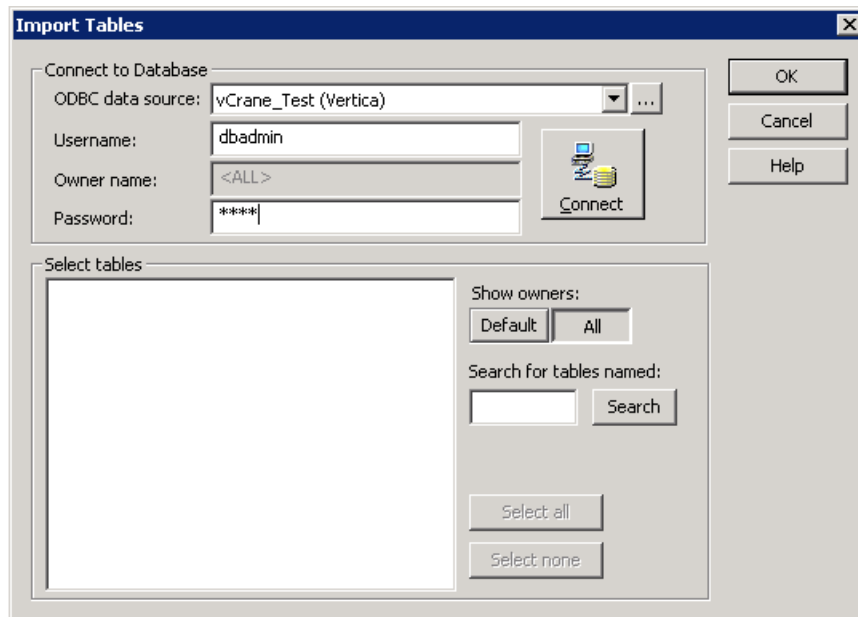 Import Tables
Connect to Database
ODBC data source: vCrane_Test (Vertica) ...
Username: dbadmin
Owner name: <ALL>
Password: ****
Connect
OK
Cancel
Help
Select tables
Show owners:
Default All
Search for tables named:
Search
Select all
Select none